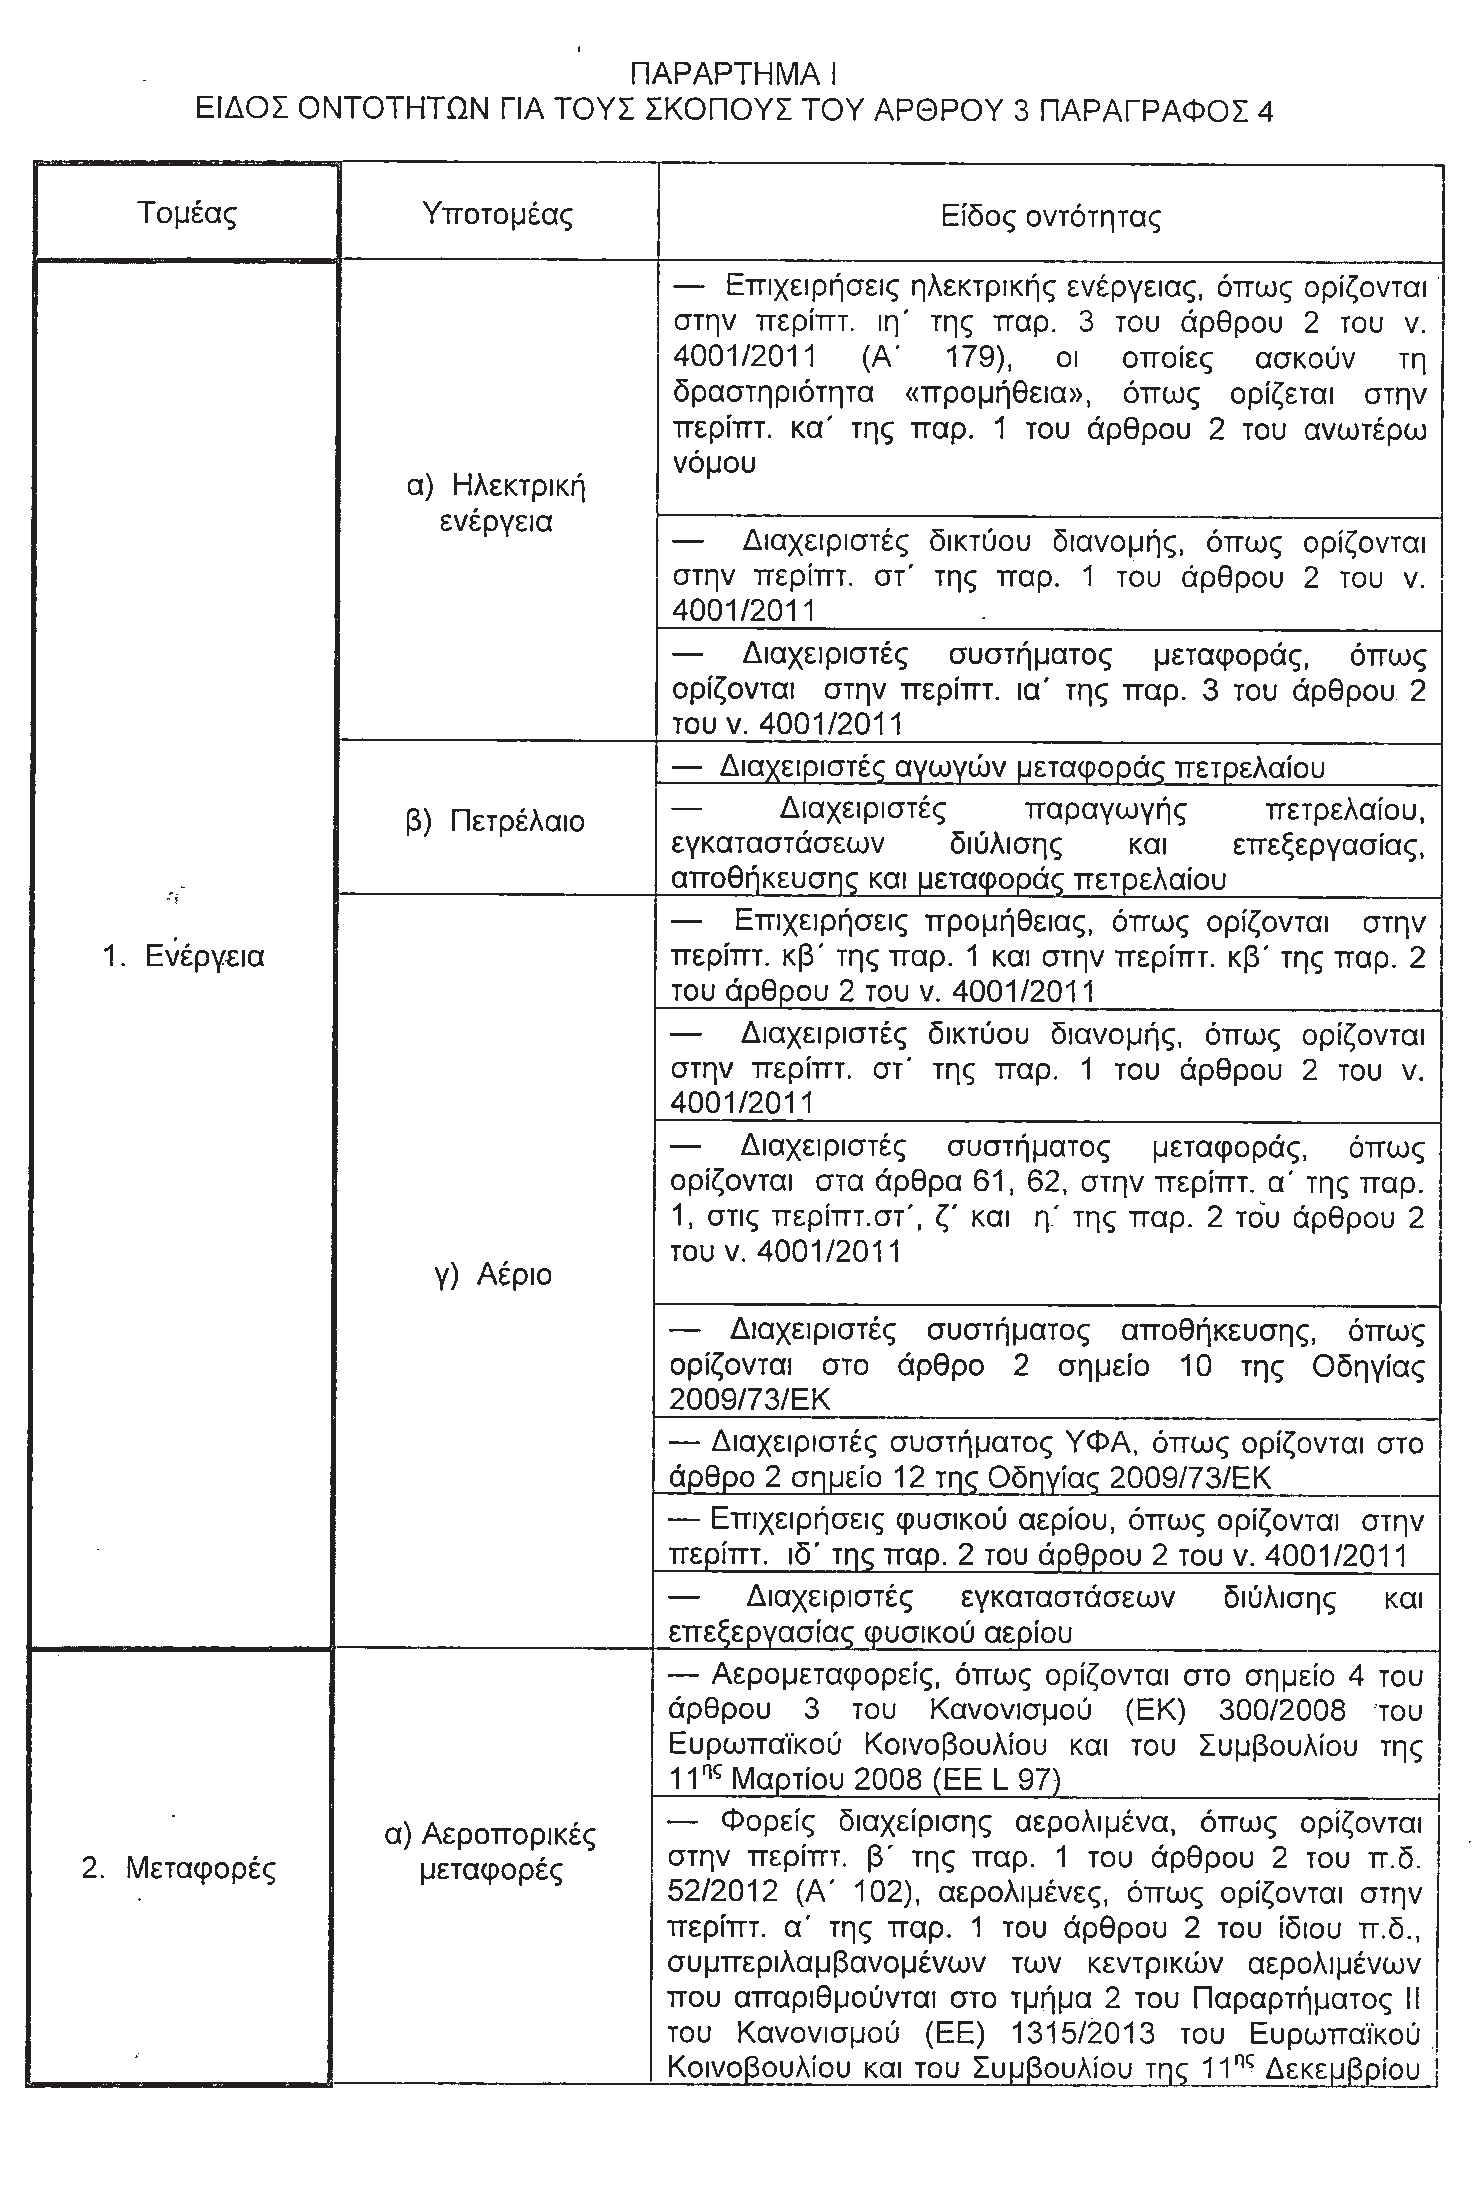 ΠΑΡΑΡΤΗΜΑ Ι
ΕΙΔΟΣ ΟΝΤΟΤΗΤΩΝ ΓΙΑ ΤΟΥΣ ΣΚΟΠΟΥΣ ΤΟΥ ΑΡΘΡΟΥ 3 ΠΑΡΑΓΡΑΦΟΣ 4
Τομέας
Υποτομέας
Είδος οντότητας
1. Ενέργεια
α) Ηλεκτρική
ενέργεια
— Επιχειρήσεις ηλεκτρικής ενέργειας, όπως ορίζονται
στην περίπτ. ιη΄ της παρ. 3 του άρθρου 2 του ν.
4001/2011 (Α΄ 179), οι οποίες ασκούν τη
δραστηριότητα «προμήθεια», όπως ορίζεται στην
περίπτ. κα΄ της παρ. 1 του άρθρου 2 του ανωτέρω
νόμου
— Διαχειριστές δικτύου διανομής, όπως ορίζονται
στην περίπτ. στ΄ της παρ. 1 του άρθρου 2 του ν.
4001/2011
— Διαχειριστές συστήματος μεταφοράς, όπως
ορίζονται στην περίπτ. ια΄ της παρ. 3 του άρθρου 2
του ν. 4001/2011
β) Πετρέλαιο
— Διαχειριστές αγωγών μεταφοράς πετρελαίου
— Διαχειριστές παραγωγής πετρελαίου,
εγκαταστάσεων διύλισης και επεξεργασίας,
αποθήκευσης και μεταφοράς πετρελαίου
γ) Αέριο
— Επιχειρήσεις προμήθειας, όπως ορίζονται στην
περίπτ. κβ΄ της παρ. 1 και στην περίπτ. κβ΄ της παρ. 2
του άρθρου 2 του ν. 4001/2011
— Διαχειριστές δικτύου διανομής, όπως ορίζονται
στην περίπτ. στ΄ της παρ. 1 του άρθρου 2 του ν.
4001/2011
— Διαχειριστές συστήματος μεταφοράς, όπως
ορίζονται στα άρθρα 61, 62, στην περίπτ. α΄ της παρ.
1, στις περίπτ.στ΄, ζ΄ και η΄ της παρ. 2 του άρθρου 2
του ν. 4001/2011
— Διαχειριστές συστήματος αποθήκευσης, όπως
ορίζονται στο άρθρο 2 σημείο 10 της Οδηγίας
2009/73/ΕΚ
— Διαχειριστές συστήματος ΥΦΑ, όπως ορίζονται στο
άρθρο 2 σημείο 12 της Οδηγίας 2009/73/ΕΚ
— Επιχειρήσεις φυσικού αερίου, όπως ορίζονται στην
περίπτ. ιδ΄ της παρ. 2 του άρθρου 2 του ν. 4001/2011
— Διαχειριστές εγκαταστάσεων διύλισης και
επεξεργασίας φυσικού αερίου
2. Μεταφορές
α) Αεροπορικές
μεταφορές
— Αερομεταφορείς, όπως ορίζονται στο σημείο 4 του
άρθρου 3 του Κανονισμού (ΕΚ) 300/2008 του
Ευρωπαϊκού Κοινοβουλίου και του Συμβουλίου της
11ης Μαρτίου 2008 (ΕΕ L 97)
— Φορείς διαχείρισης αερολιμένα, όπως ορίζονται
στην περίπτ. β΄ της παρ. 1 του άρθρου 2 του π.δ.
52/2012 (Α΄ 102), αερολιμένες, όπως ορίζονται στην
περίπτ. α΄ της παρ. 1 του άρθρου 2 του ίδιου π.δ.,
συμπεριλαμβανομένων των κεντρικών αερολιμένων
που απαριθμούνται στο τμήμα 2 του Παραρτήματος ΙΙ
του Κανονισμού (ΕΕ) 1315/2013 του Ευρωπαϊκού
Κοινοβουλίου και του Συμβουλίου της 11ης Δεκεμβρίου